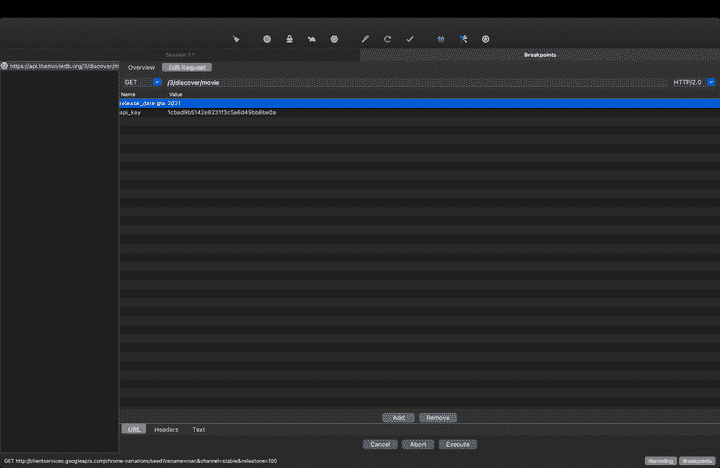 Session 1 *
Breakpoints
https://api.themoviedb.org/3/discover/m
Overview
Edit Request
GET
/3/discover/movie
HTTP/2.0
Name
Value
release_date.gte
2021
api_key
Add
Remove
URL
Headers
Text
Cancel
Abort
Execute
GET http://clientservices.googleapis.com/chrome-variations/seed?osname=mac&channel=stable&milestone=100
Recording
Breakpoints